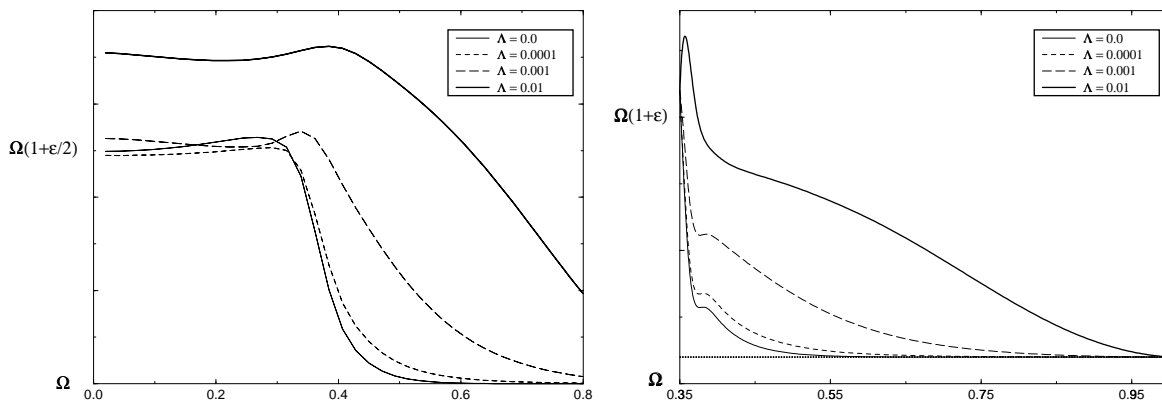 Λ = 0.0
Λ = 0.0001
Λ = 0.001
Λ = 0.01
Ω(1+ε/2)
Ω
0.0 0.2 0.4 0.6 0.8
Λ = 0.0
Λ = 0.0001
Λ = 0.001
Λ = 0.01
Ω(1+ε)
Ω
0.35 0.55 0.75 0.95